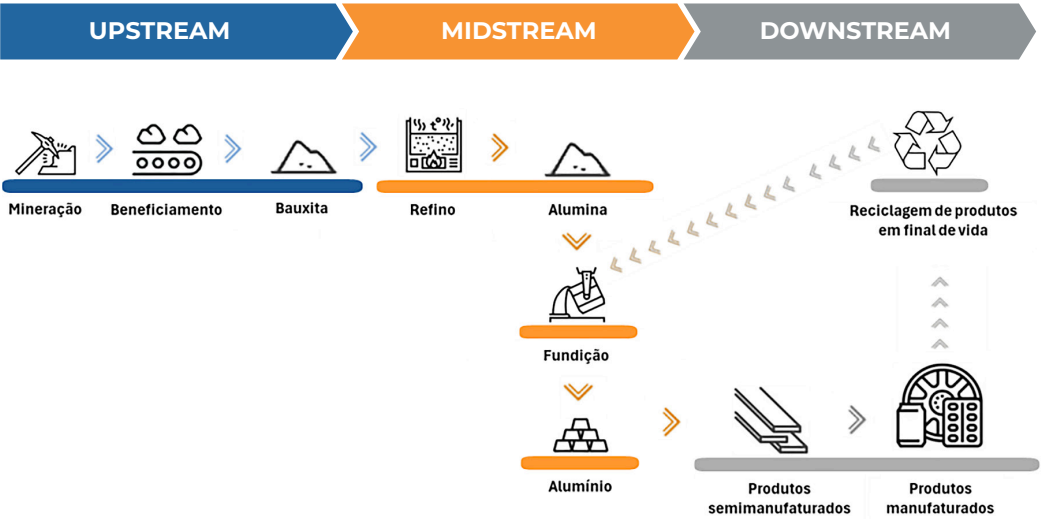 UPSTREAM
MIDSTREAM
DOWNSTREAM
t°
Mineração
Beneficiamento
Bauxita
Refino
Alumina
Reciclagem de produtos
em final de vida
Fundição
Alumínio
Produtos
semimanufaturados
Produtos
manufaturados